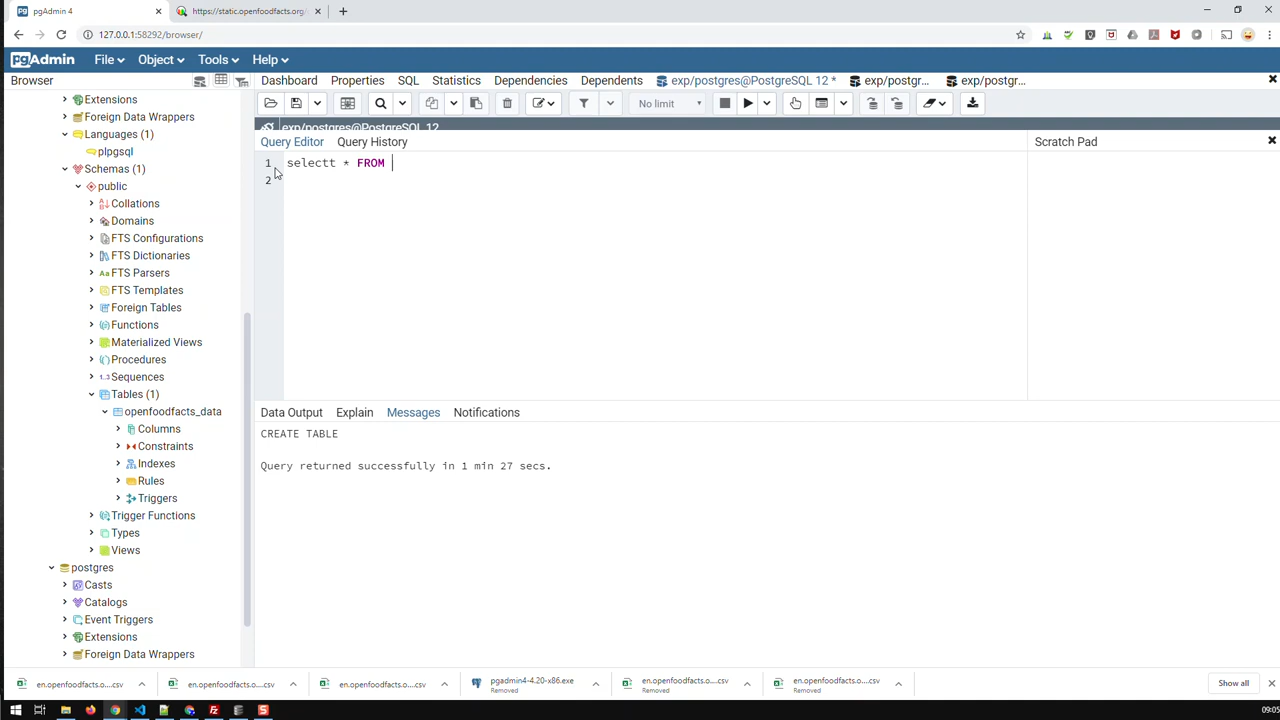 pgAdmin 4
https://static.openfoodfacts.org/
127.0.0.1:58292/browser/
pgAdmin File Object Tools Help
Browser
Dashboard Properties SQL Statistics Dependencies Dependents exp/postgres@PostgreSQL 12 * exp/postgr... exp/postgr...
No limit
exp/postgres@PostgreSQL 12
Query Editor Query History
Scratch Pad
1 selectt * FROM
2
Extensions
Foreign Data Wrappers
Languages (1)
plpgsql
Schemas (1)
public
Collations
Domains
FTS Configurations
FTS Dictionaries
FTS Parsers
FTS Templates
Foreign Tables
Functions
Materialized Views
Procedures
Sequences
Tables (1)
openfoodfacts_data
Columns
Constraints
Indexes
Rules
Triggers
Trigger Functions
Types
Views
postgres
Casts
Catalogs
Event Triggers
Extensions
Foreign Data Wrappers
Data Output Explain Messages Notifications
CREATE TABLE
Query returned successfully in 1 min 27 secs.
en.openfoodfacts.o....csv
en.openfoodfacts.o....csv
en.openfoodfacts.o....csv
pgadmin4-4.20-x86.exe
Removed
en.openfoodfacts.o....csv
Removed
en.openfoodfacts.o....csv
Removed
Show all
09:05